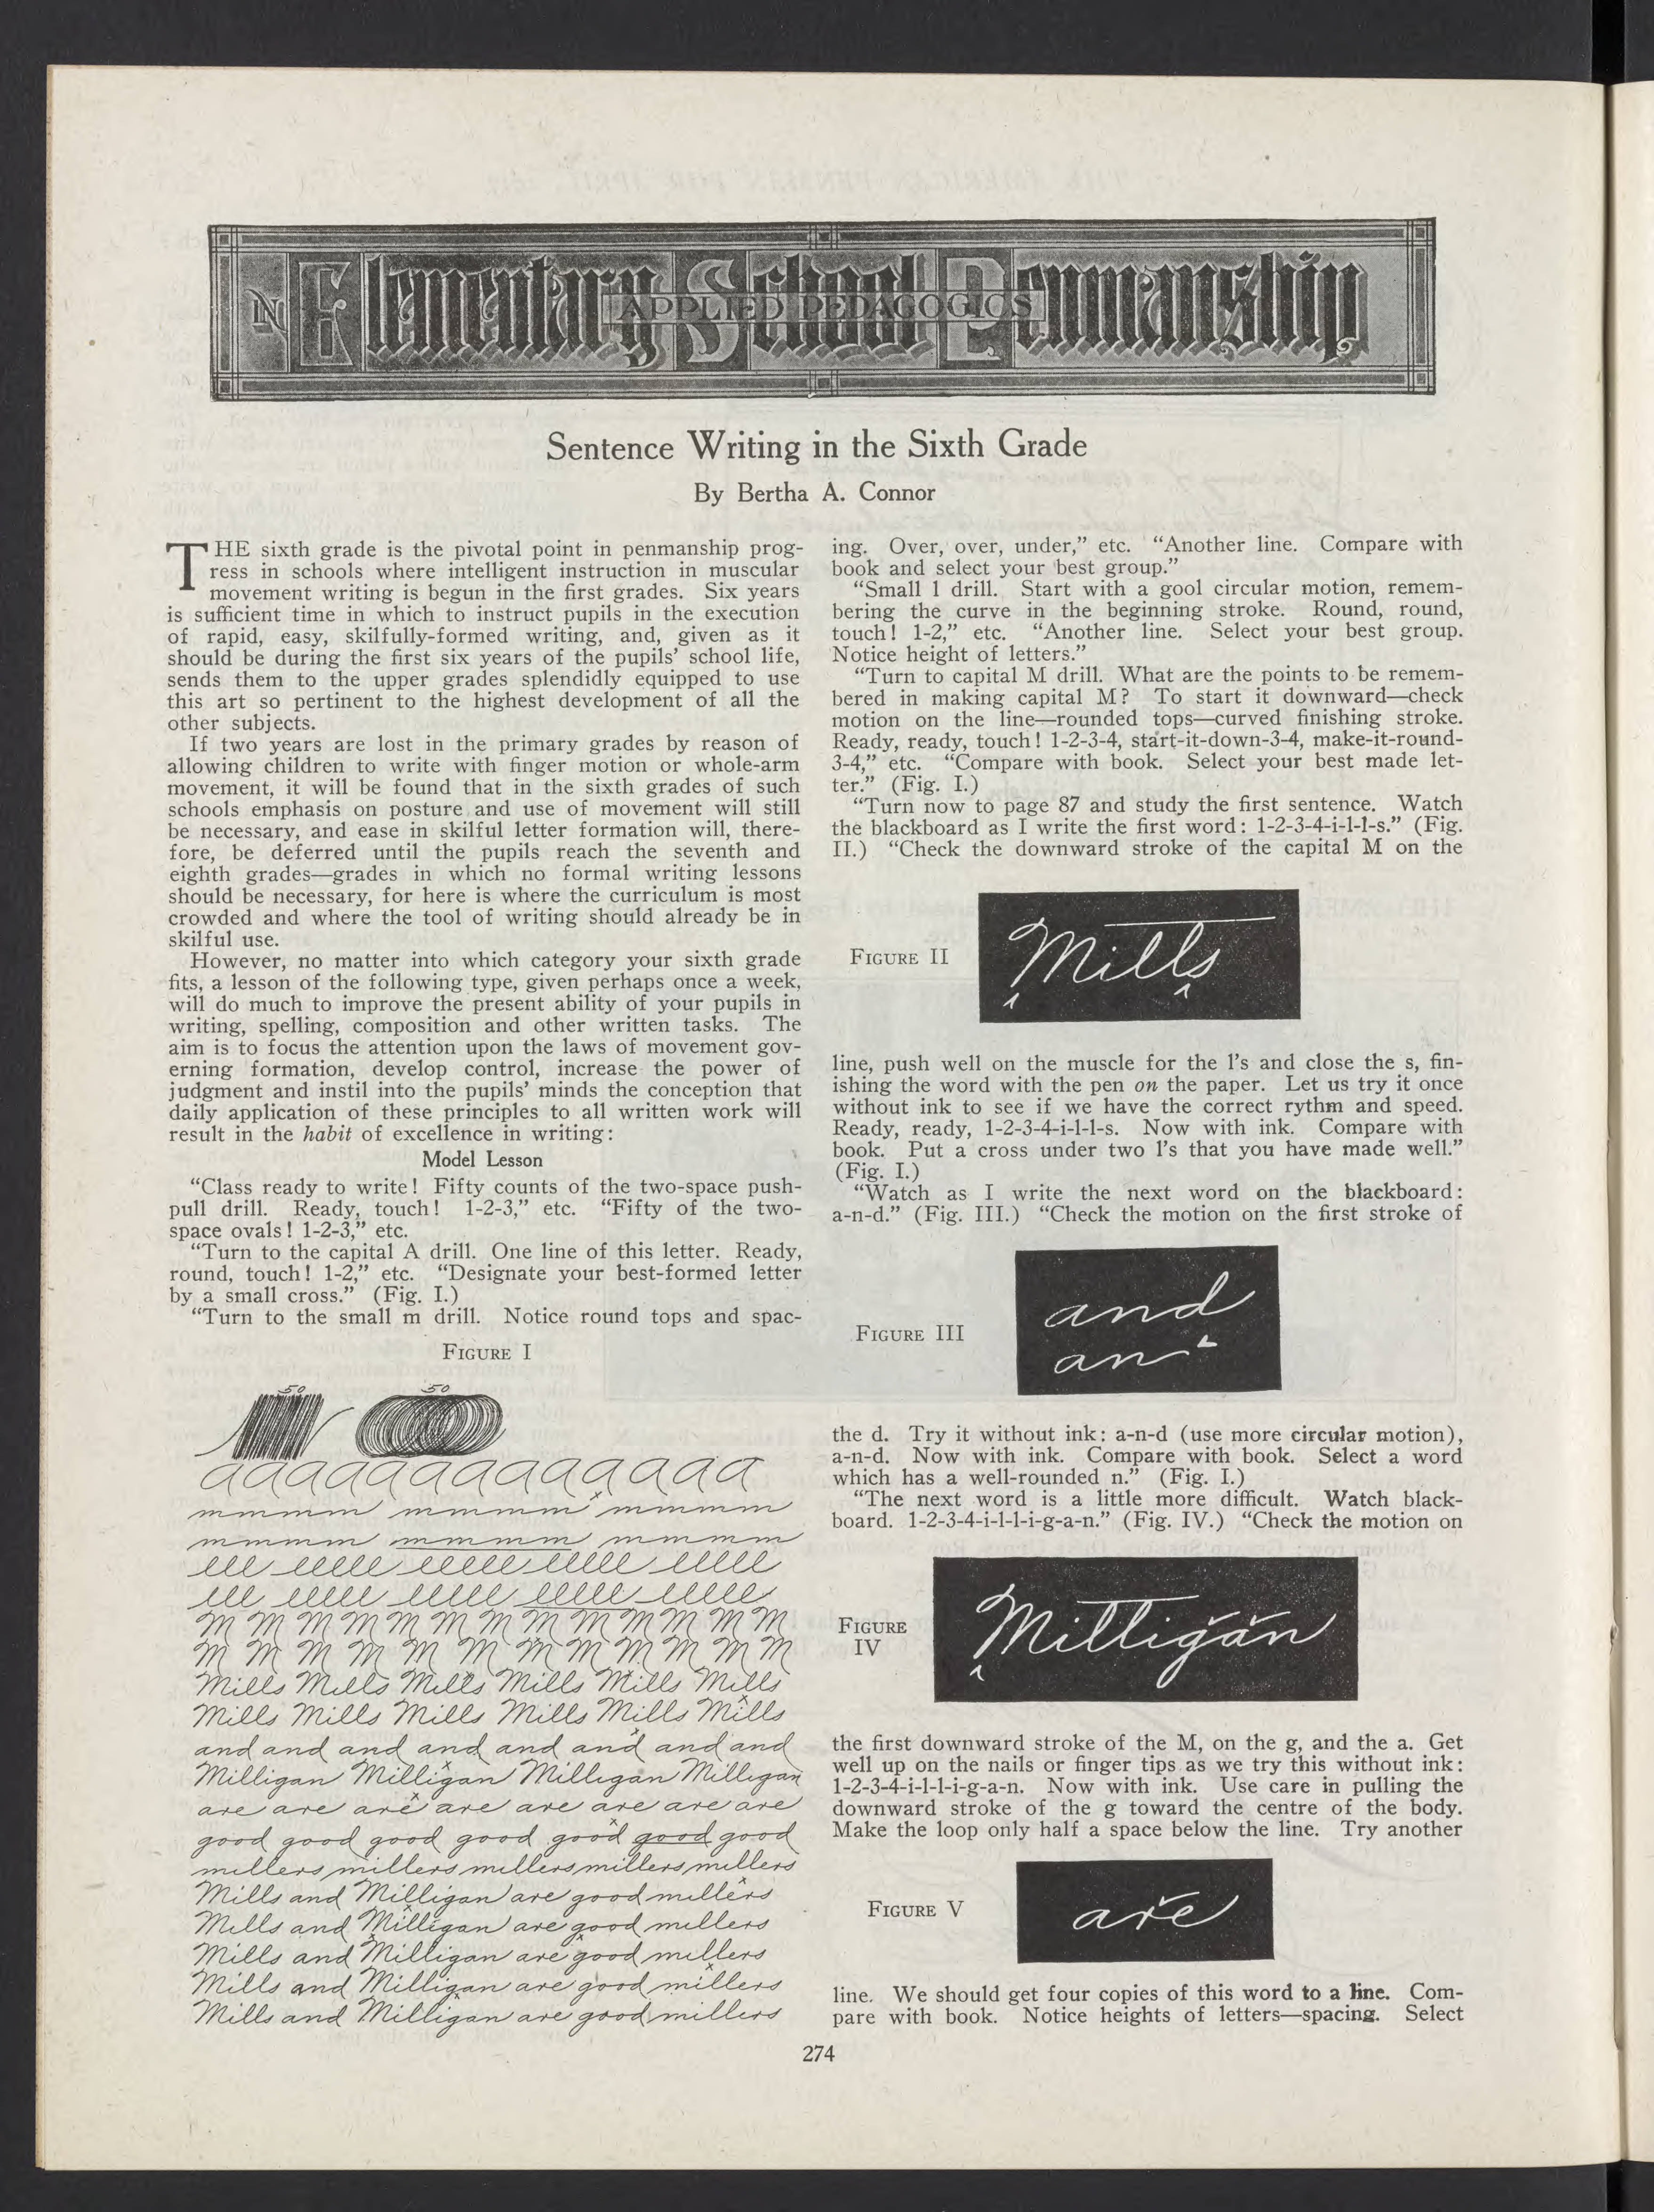 IN Elementary School Penmanship
APPLIED PEDAGOGICS
Sentence Writing in the Sixth Grade
By Bertha A. Connor
THE sixth grade is the pivotal point in penmanship prog-
ress in schools where intelligent instruction in muscular
movement writing is begun in the first grades. Six years
is sufficient time in which to instruct pupils in the execution
of rapid, easy, skilfully-formed writing, and, given as it
should be during the first six years of the pupils' school life,
sends them to the upper grades splendidly equipped to use
this art so pertinent to the highest development of all the
other subjects.
If two years are lost in the primary grades by reason of
allowing children to write with finger motion or whole-arm
movement, it will be found that in the sixth grades of such
schools emphasis on posture and use of movement will still
be necessary, and ease in skilful letter formation will, there-
fore, be deferred until the pupils reach the seventh and
eighth grades—grades in which no formal writing lessons
should be necessary, for here is where the curriculum is most
crowded and where the tool of writing should already be in
skilful use.
However, no matter into which category your sixth grade
fits, a lesson of the following type, given perhaps once a week,
will do much to improve the present ability of your pupils in
writing, spelling, composition and other written tasks. The
aim is to focus the attention upon the laws of movement gov-
erning formation, develop control, increase the power of
judgment and instil into the pupils' minds the conception that
daily application of these principles to all written work will
result in the habit of excellence in writing:
Model Lesson
"Class ready to write! Fifty counts of the two-space push-
pull drill. Ready, touch! 1-2-3," etc. "Fifty of the two-
space ovals! 1-2-3," etc.
"Turn to the capital A drill. One line of this letter. Ready,
round, touch! 1-2," etc. "Designate your best-formed letter
by a small cross." (Fig. I.)
"Turn to the small m drill. Notice round tops and spac-
FIGURE I
50 50
a a a a a a a a a a a a a a
mmmmm mmmmm mmmmm
mmmmm mmmmm mmmmm
lll lllll lllll lllll lllll
lll lllll lllll lllll lllll
M M M M M M M M M M M M M
M M M M M M M M M M M M
Mills Mills Mills Mills Mills Mills
Mills Mills Mills Mills Mills Mills
and and and and and and and and
Milligan Milligan Milligan Milligan
are are are are are are are are
good good good good good good good
millers millers millers millers millers
Mills and Milligan are good millers
Mills and Milligan are good millers
Mills and Milligan are good millers
Mills and Milligan are good millers
Mills and Milligan are good millers
ing. Over, over, under," etc. "Another line. Compare with
book and select your best group."
"Small l drill. Start with a gool circular motion, remem-
bering the curve in the beginning stroke. Round, round,
touch! 1-2," etc. "Another line. Select your best group.
Notice height of letters."
"Turn to capital M drill. What are the points to be remem-
bered in making capital M? To start it downward—check
motion on the line—rounded tops—curved finishing stroke.
Ready, ready, touch! 1-2-3-4, start-it-down-3-4, make-it-round-
3-4," etc. "Compare with book. Select your best made let-
ter." (Fig. I.)
"Turn now to page 87 and study the first sentence. Watch
the blackboard as I write the first word: 1-2-3-4-i-l-l-s." (Fig.
II.) "Check the downward stroke of the capital M on the
FIGURE II
Mills
line, push well on the muscle for the l's and close the s, fin-
ishing the word with the pen on the paper. Let us try it once
without ink to see if we have the correct rythm and speed.
Ready, ready, 1-2-3-4-i-l-l-s. Now with ink. Compare with
book. Put a cross under two l's that you have made well."
(Fig. I.)
"Watch as I write the next word on the blackboard:
a-n-d." (Fig. III.) "Check the motion on the first stroke of
FIGURE III
and
an
the d. Try it without ink: a-n-d (use more circular motion),
a-n-d. Now with ink. Compare with book. Select a word
which has a well-rounded n." (Fig. I.)
"The next word is a little more difficult. Watch black-
board. 1-2-3-4-i-l-l-i-g-a-n." (Fig. IV.) "Check the motion on
FIGURE
IV
Milligan
the first downward stroke of the M, on the g, and the a. Get
well up on the nails or finger tips as we try this without ink:
1-2-3-4-i-l-l-i-g-a-n. Now with ink. Use care in pulling the
downward stroke of the g toward the centre of the body.
Make the loop only half a space below the line. Try another
FIGURE V
are
line. We should get four copies of this word to a line. Com-
pare with book. Notice heights of letters—spacing. Select
274